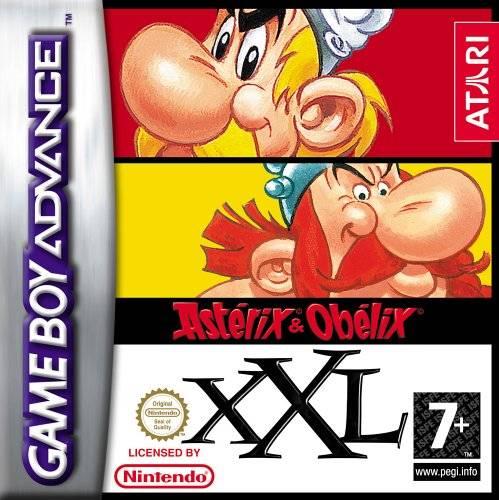 GAME BOY ADVANCE
TM
ATARI
Astérix & Obélix
XXL
Original
Nintendo
Seal of
Quality
LICENSED BY
Nintendo
7+
www.pegi.info